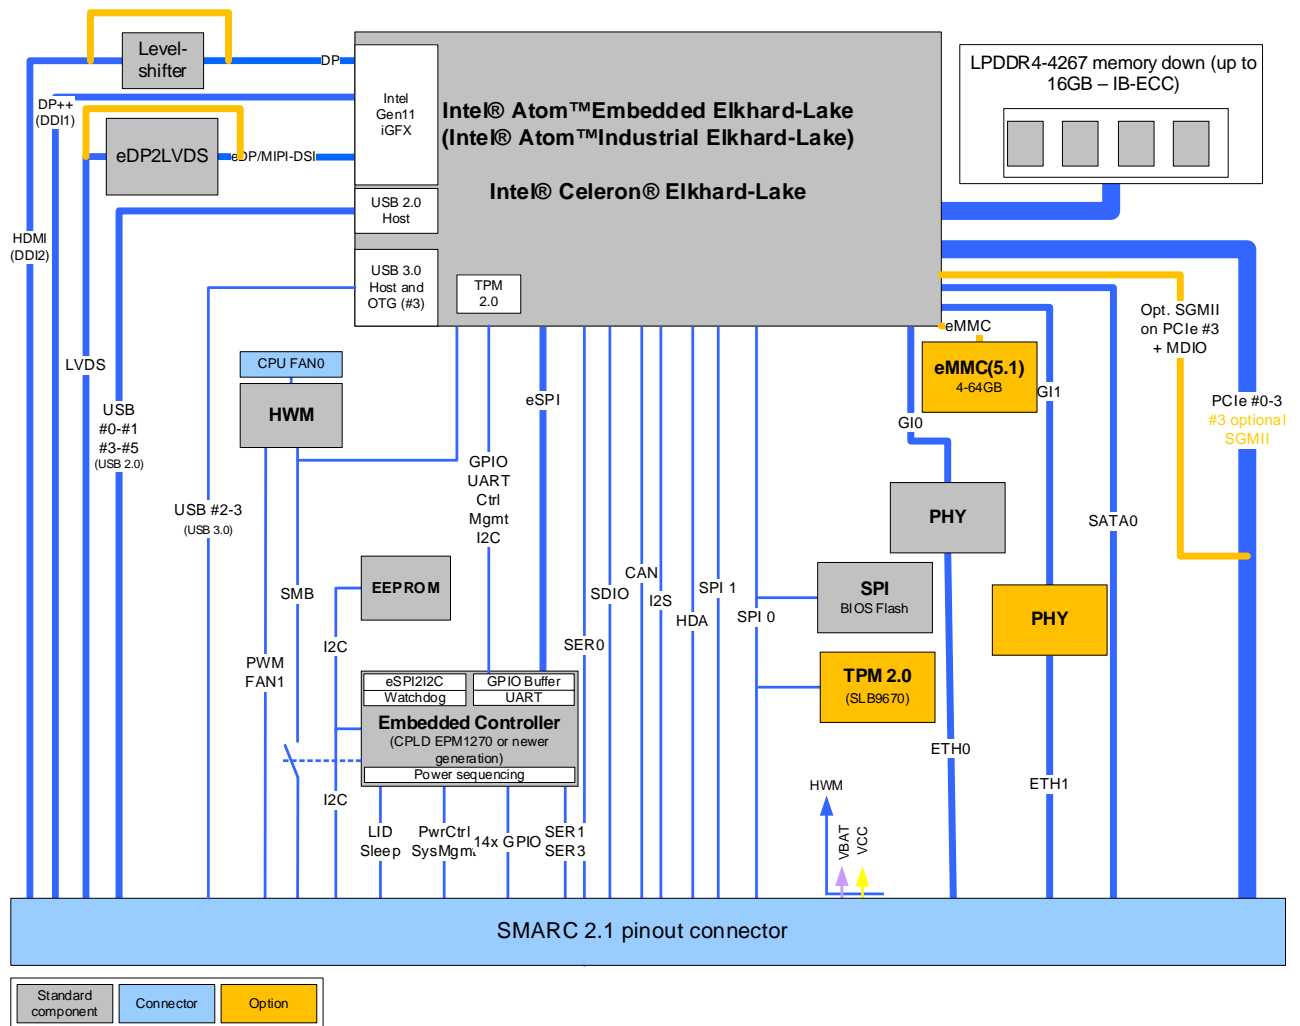 Level-
shifter
DP
Intel
Gen11
iGFX
Intel® Atom™Embedded Elkhard-Lake
(Intel® Atom™Industrial Elkhard-Lake)
Intel® Celeron® Elkhard-Lake
LPDDR4-4267 memory down (up to
16GB – IB-ECC)
DP++
(DDI1)
eDP2LVDS
eDP/MIPI-DSI
USB 2.0
Host
HDMI
(DDI2)
USB 3.0
Host and
OTG (#3)
TPM
2.0
Opt. SGMII
on PCIe #3
+ MDIO
eMMC
eMMC(5.1)
4-64GB
LVDS
CPU FAN0
HWM
eSPI
GI0
GI1
PCIe #0-3
#3 optional
SGMII
USB
#0-#1
#3-#5
(USB 2.0)
GPIO
UART
Ctrl
Mgmt
I2C
USB #2-3
(USB 3.0)
PHY
SATA0
EEPROM
SMB
SDIO
CAN
I2S
HDA
SPI 1
SPI 0
SPI
BIOS Flash
PHY
I2C
SER0
PWM
FAN1
eSPI2I2C
Watchdog
GPIO Buffer
UART
Embedded Controller
(CPLD EPM1270 or newer
generation)
Power sequencing
TPM 2.0
(SLB9670)
ETH0
ETH1
I2C
HWM
VBAT
VCC
LID
Sleep
PwrCtrl
SysMgmt
14x GPIO
SER1
SER3
SMARC 2.1 pinout connector
Standard
component
Connector
Option